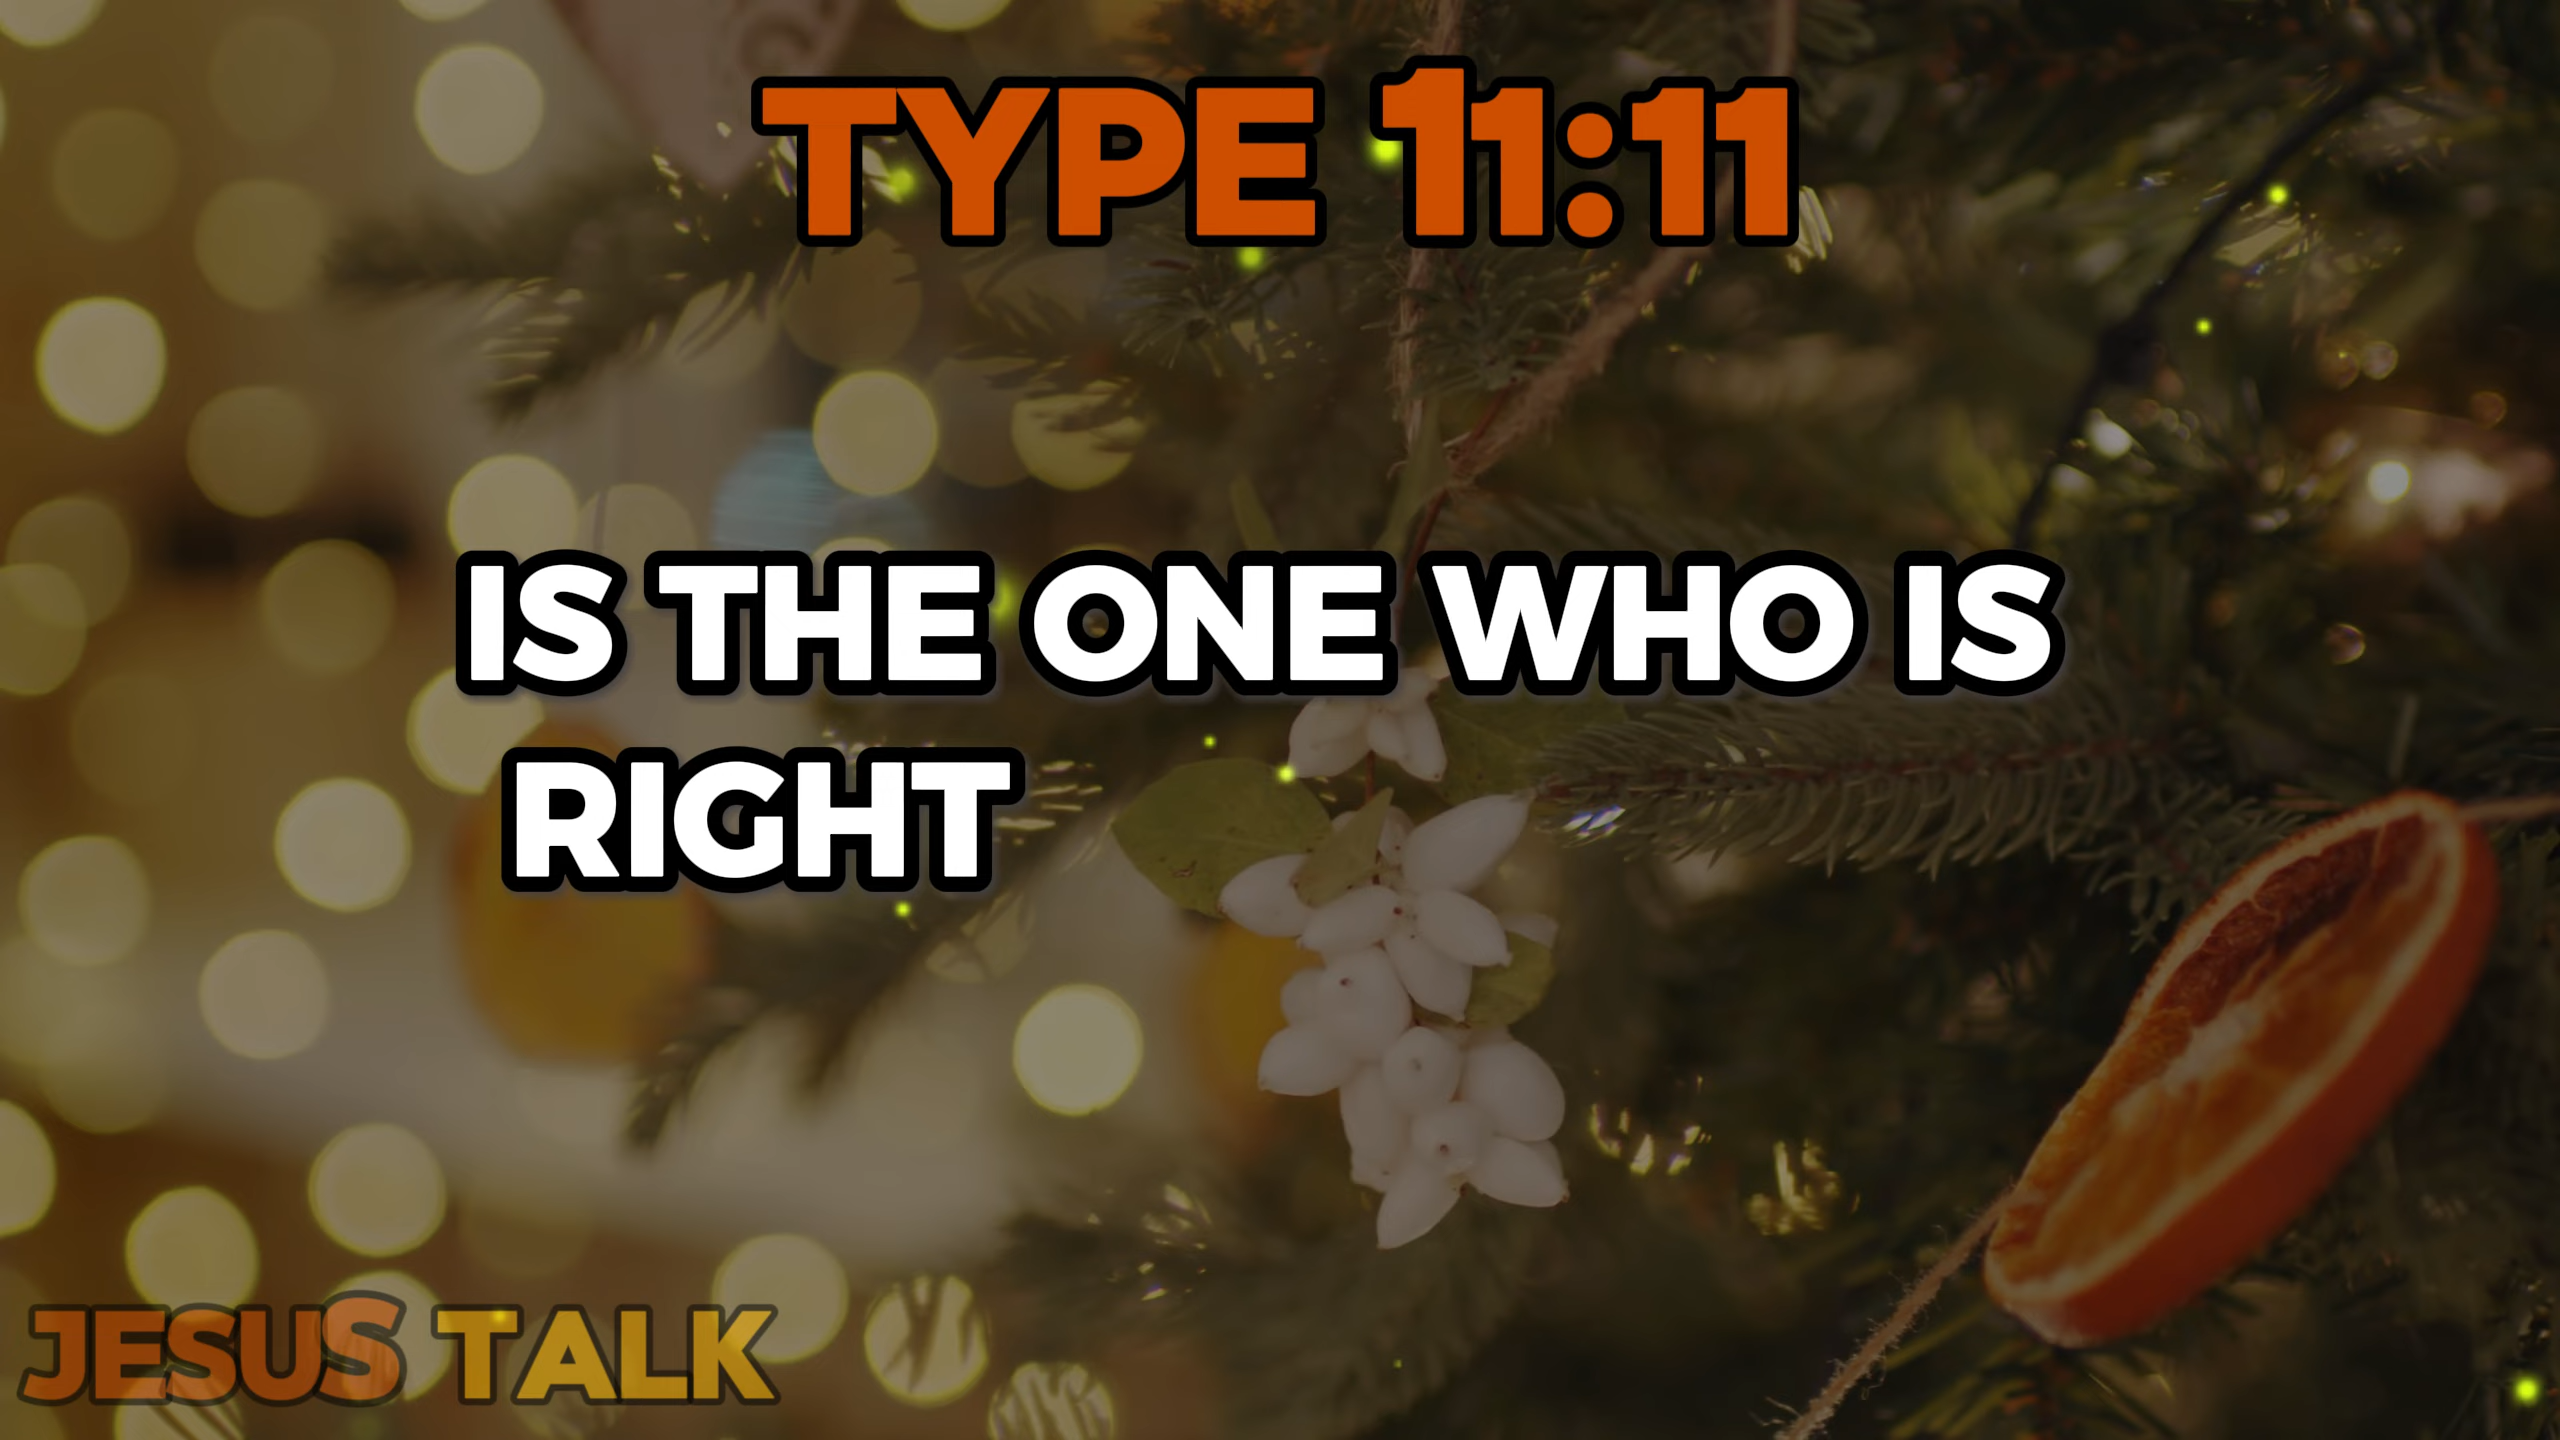 TYPE 11:11
IS THE ONE WHO IS
RIGHT
JESUS TALK